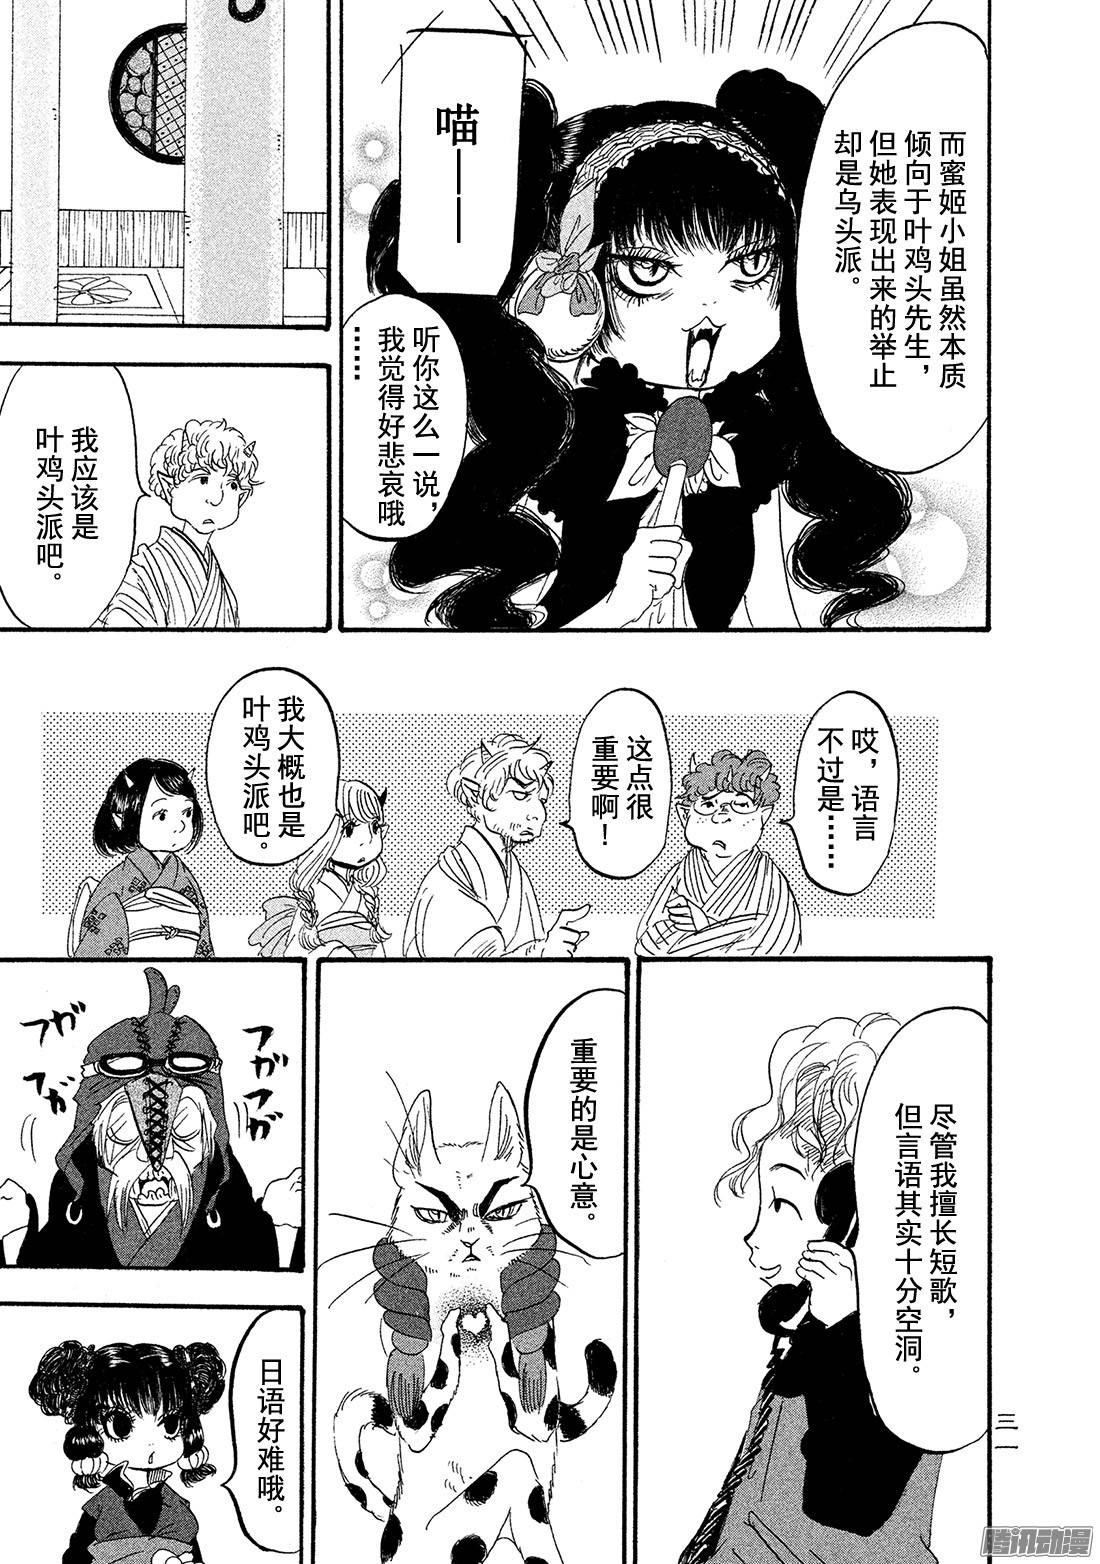 而蜜姬小姐虽然本质
倾向于叶鸡头先生，
但她表现出来的举止
却是乌头派。
喵——
听你这么一说，
我觉得好悲哀哦
……
我应该是
叶鸡头派吧。
哎，语言
不过是……
这点很
重要啊！
我大概也是
叶鸡头派吧。
尽管我擅长短歌，
但言语其实十分空洞。
重要的是心意。
フガ
フガ
フガ
フガ
日语好难哦。
三一
腾讯动漫